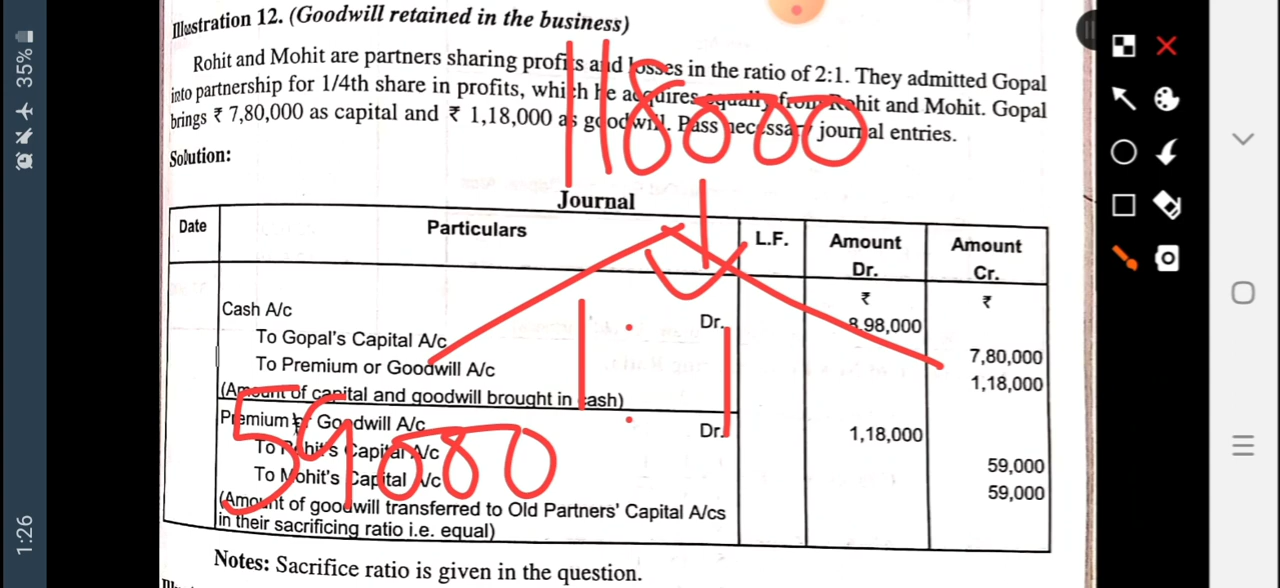 35%
1:26
Illustration 12. (Goodwill retained in the business)
Rohit and Mohit are partners sharing profits and losses in the ratio of 2:1. They admitted Gopal
into partnership for 1/4th share in profits, which he acquires equally from Rohit and Mohit. Gopal
brings ₹ 7,80,000 as capital and ₹ 1,18,000 as goodwill. Pass necessary journal entries.
118000
Solution:
Journal
Date Particulars L.F. Amount Dr. Amount Cr.
₹ ₹
Cash A/c Dr. 8,98,000
To Gopal's Capital A/c 7,80,000
To Premium or Goodwill A/c 1,18,000
(Amount of capital and goodwill brought in cash)
Premium or Goodwill A/c Dr. 1,18,000
To Rohit's Capital A/c 59,000
To Mohit's Capital A/c 59,000
(Amount of goodwill transferred to Old Partners' Capital A/cs
in their sacrificing ratio i.e. equal)
1:1
59000
Notes: Sacrifice ratio is given in the question.